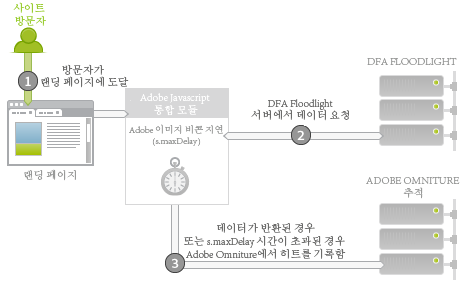 사이트
방문자
1
방문자가
랜딩 페이지에 도달
랜딩 페이지
Adobe Javascript
통합 모듈
Adobe 이미지 비콘 지연
(s.maxDelay)
DFA Floodlight
서버에서 데이터 요청
2
DFA FLOODLIGHT
ADOBE OMNITURE
추적
데이터가 반환된 경우
또는 s.maxDelay 시간이 초과된 경우
Adobe Omniture에서 히트를 기록함
3